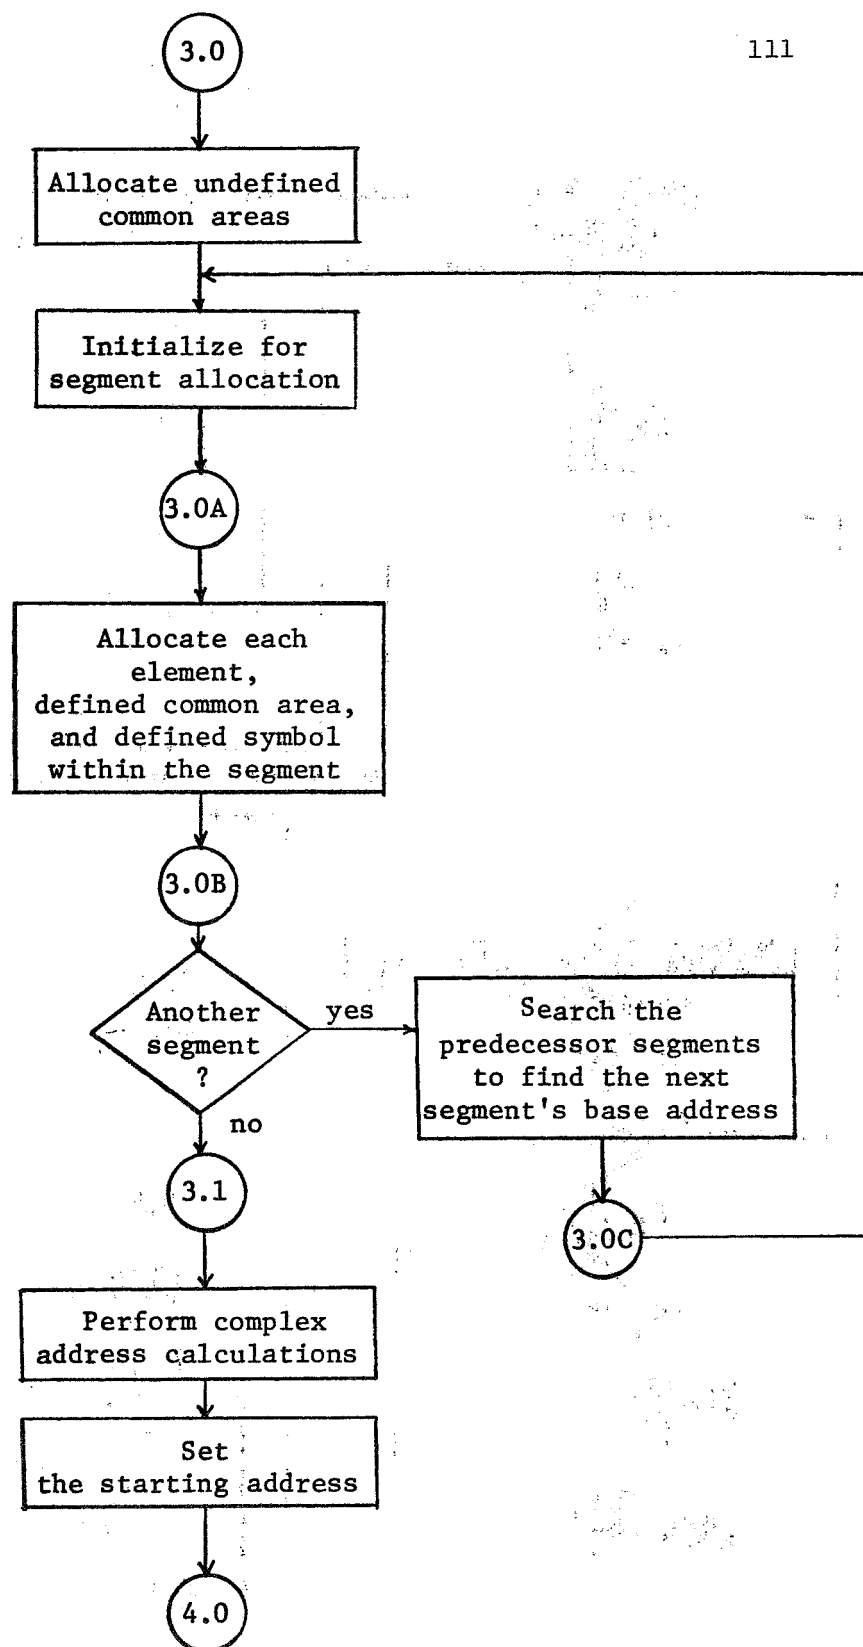 3.0
111
Allocate undefined
common areas
Initialize for
segment allocation
3.0A
Allocate each
element,
defined common area,
and defined symbol
within the segment
3.0B
Another
segment
?
yes
Search the
predecessor segments
to find the next
segment's base address
no
3.1
3.0C
Perform complex
address calculations
Set
the starting address
4.0